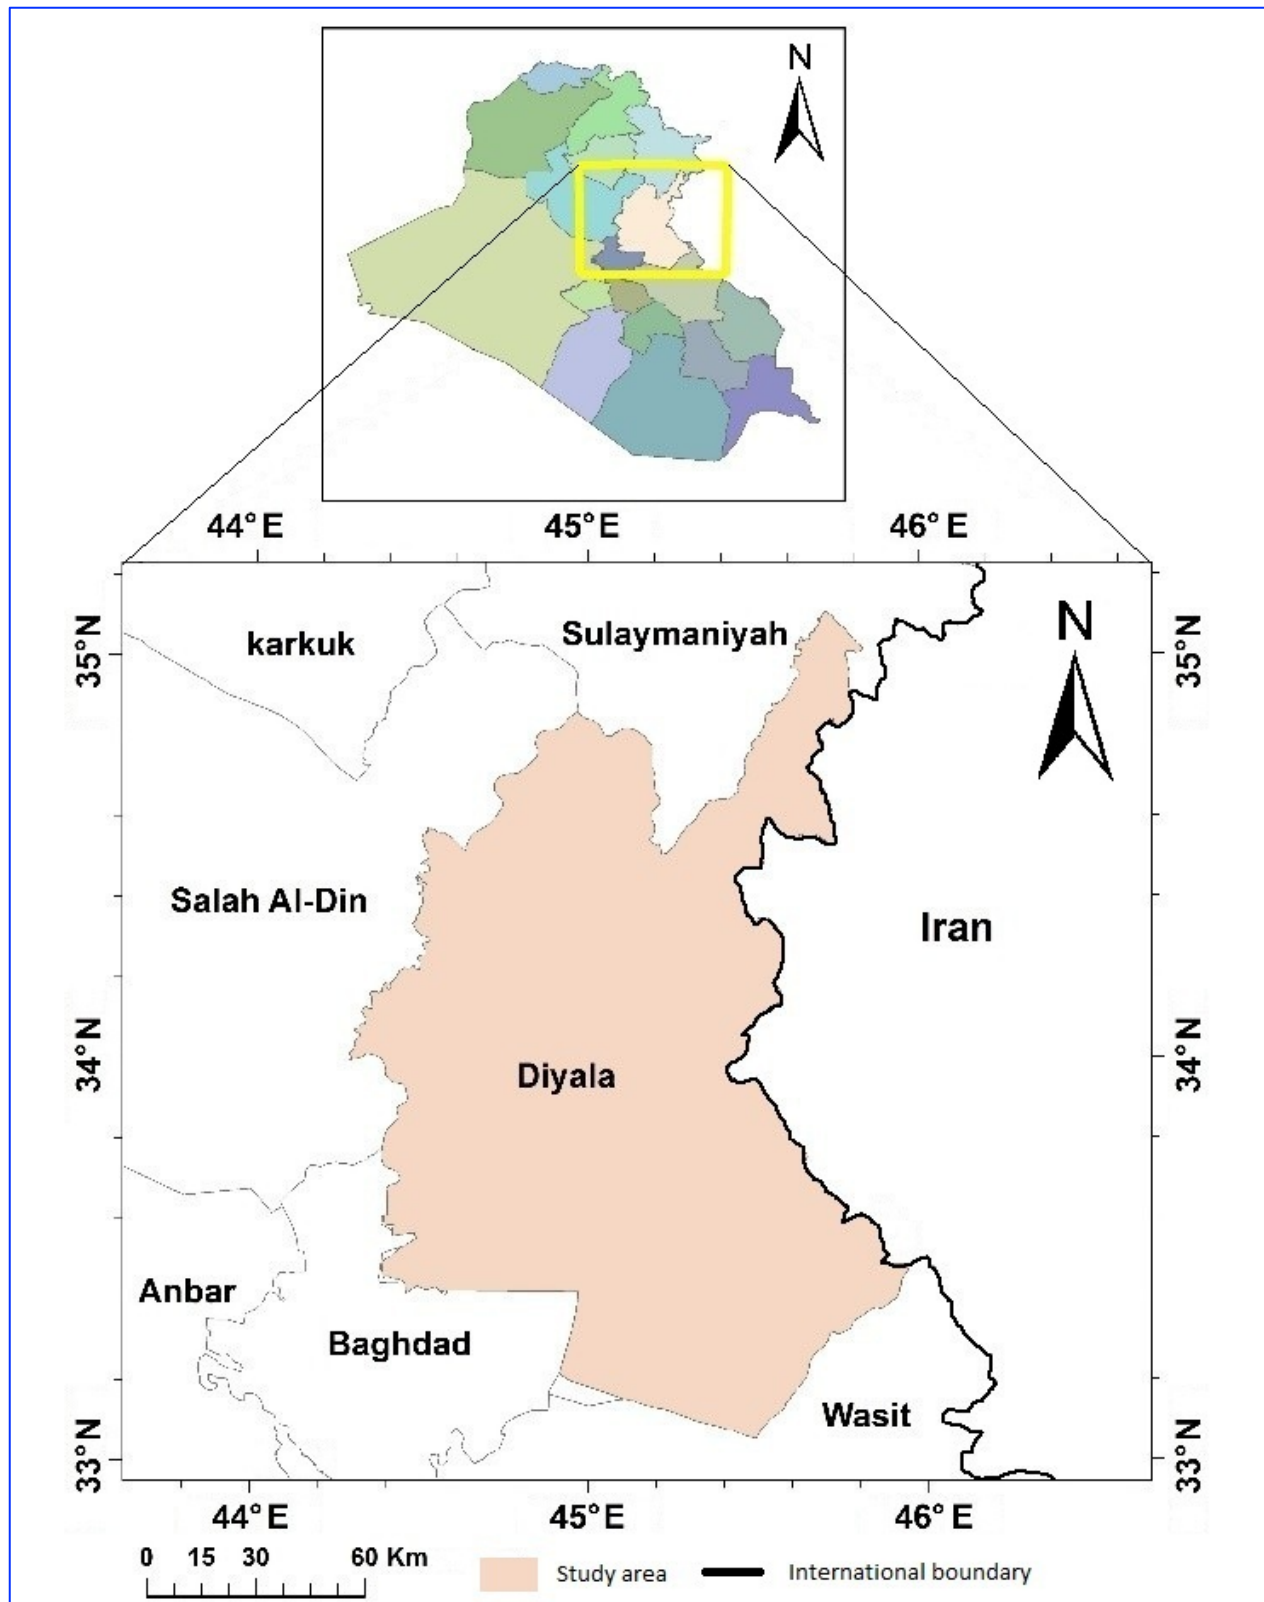 N
44°E 45°E 46°E
N
karkuk
Sulaymaniyah
35°N
35°N
Salah Al-Din
Iran
34°N
Diyala
34°N
Anbar
Baghdad
Wasit
33°N
33°N
44°E 45°E 46°E
0 15 30 60 Km
Study area
International boundary